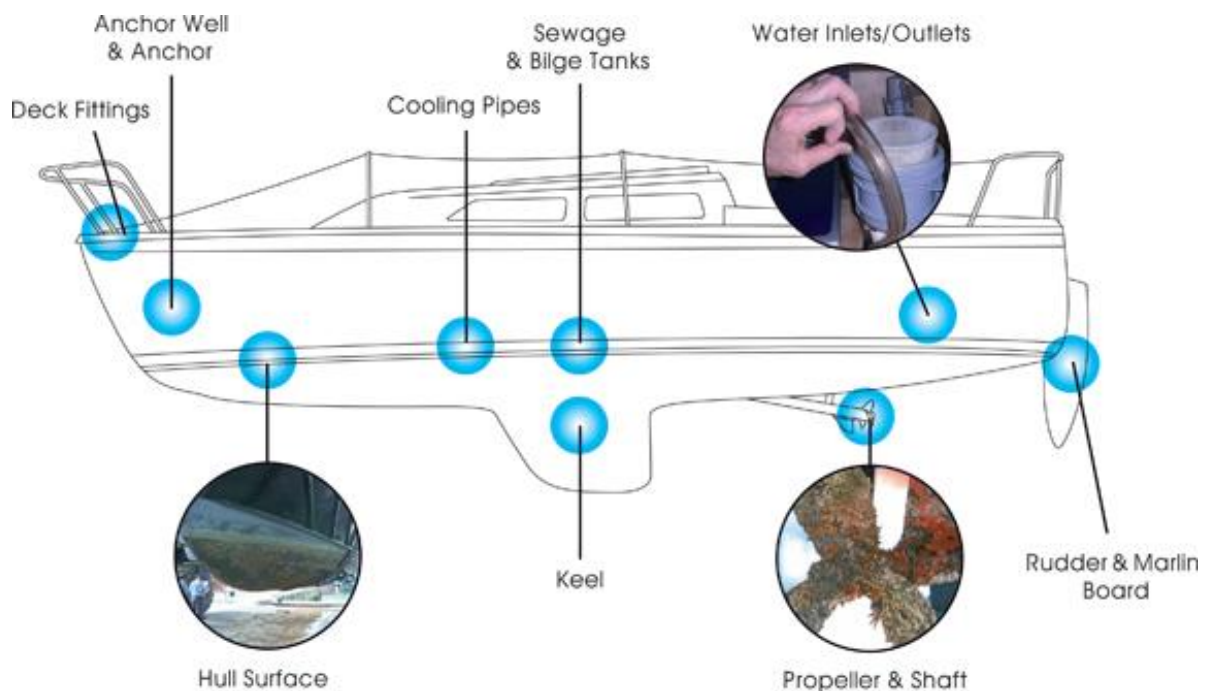 Anchor Well
& Anchor
Sewage
& Bilge Tanks
Water Inlets/Outlets
Deck Fittings
Cooling Pipes
Keel
Rudder & Marlin
Board
Hull Surface
Propeller & Shaft